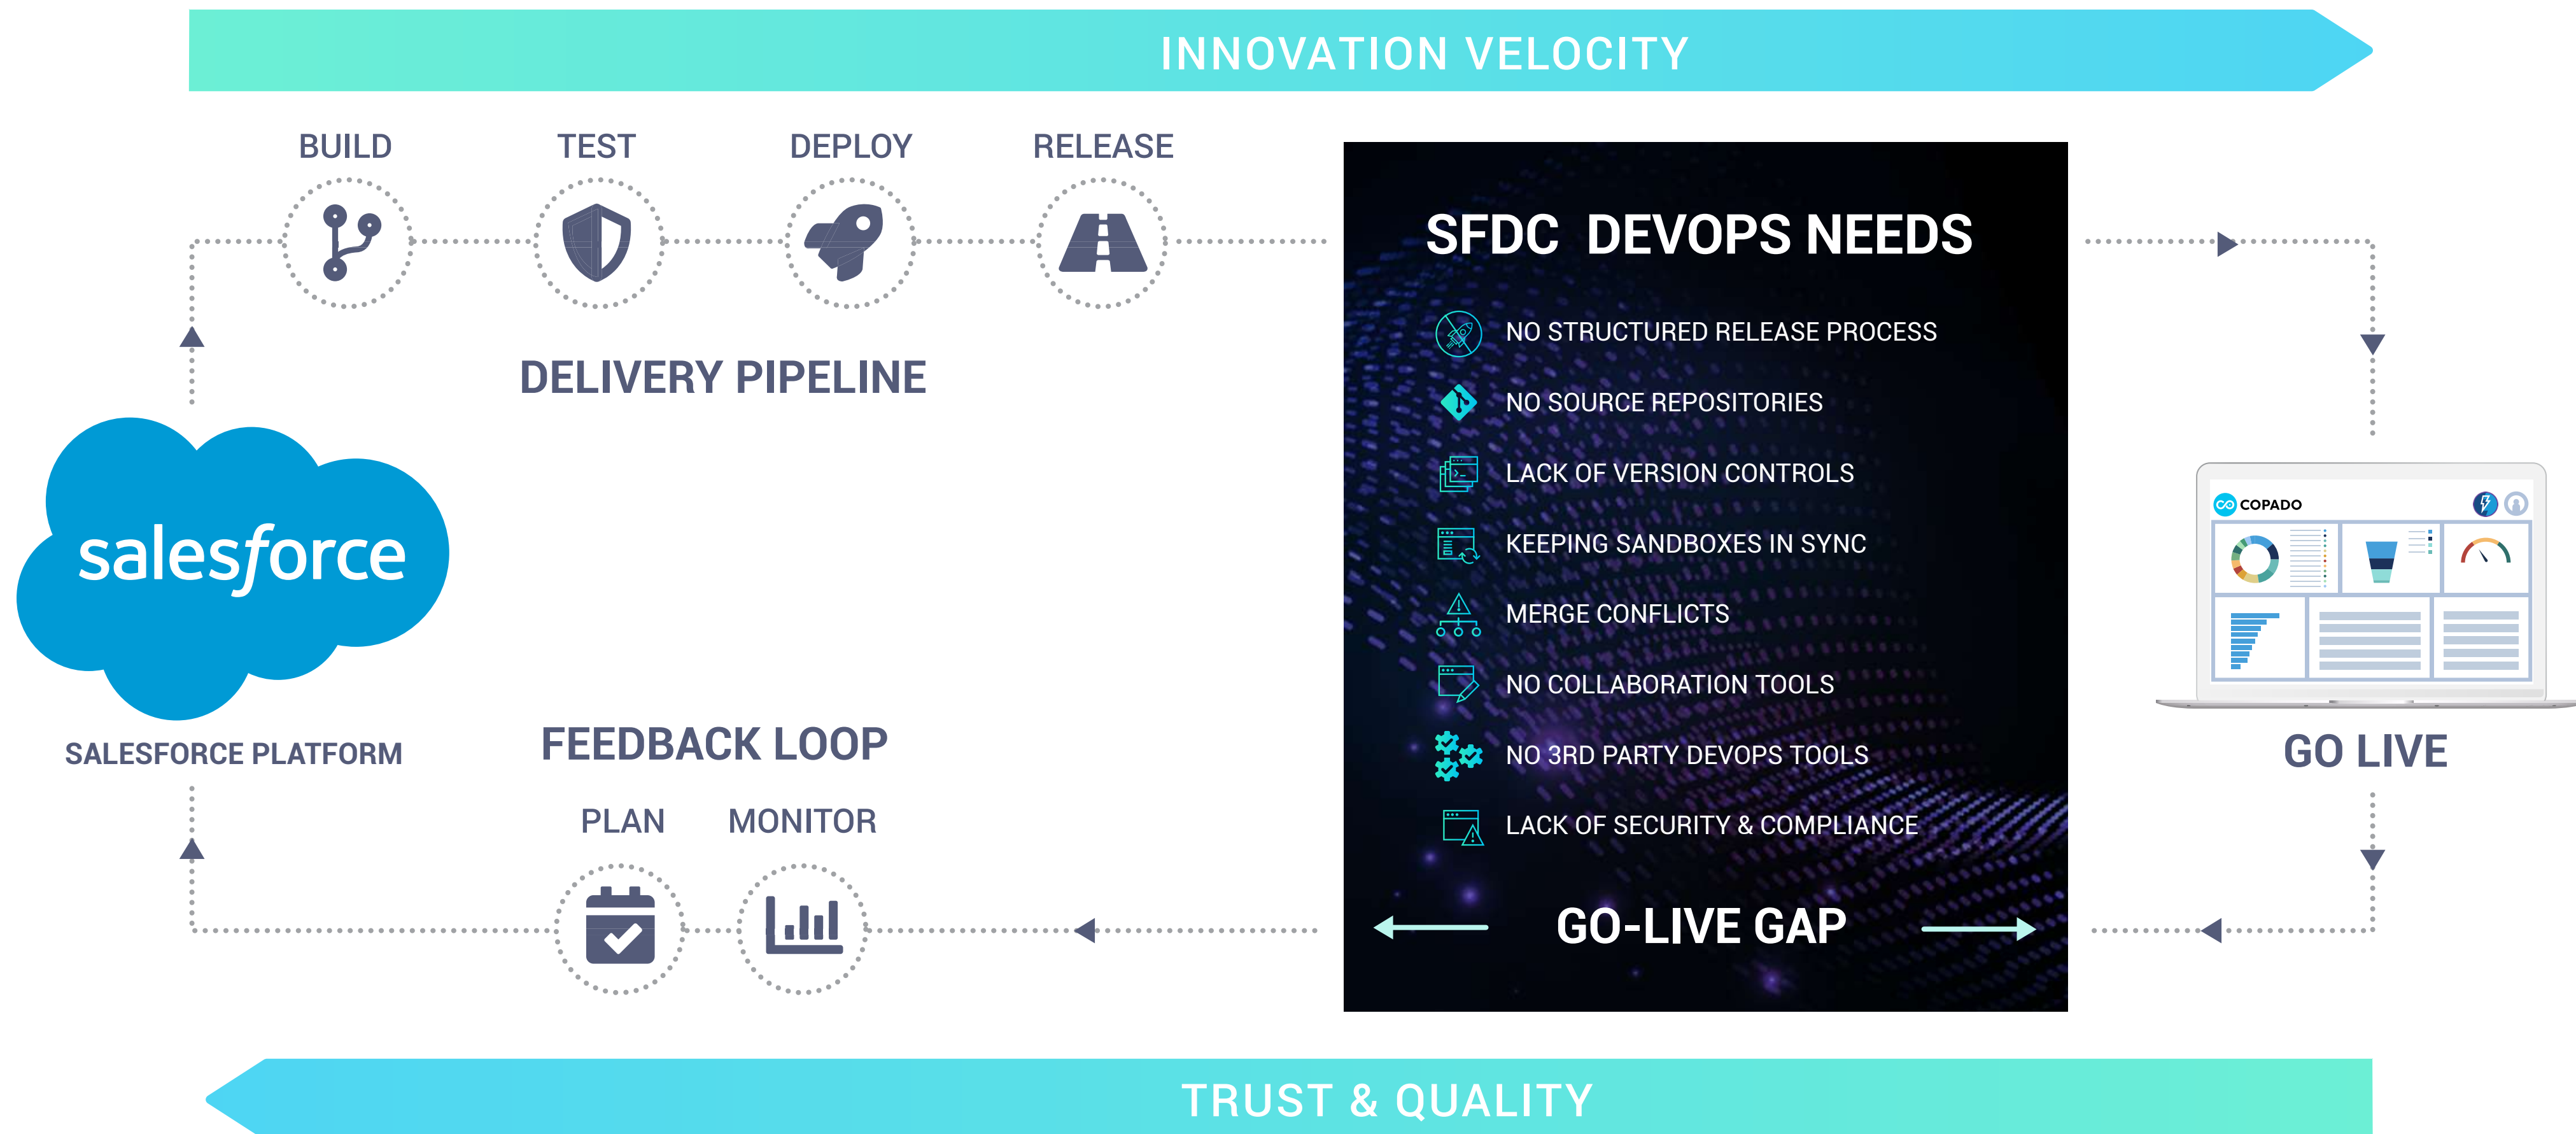 INNOVATION VELOCITY
BUILD
TEST
DEPLOY
RELEASE
DELIVERY PIPELINE
salesforce
SALESFORCE PLATFORM
FEEDBACK LOOP
PLAN
MONITOR
SFDC DEVOPS NEEDS
NO STRUCTURED RELEASE PROCESS
NO SOURCE REPOSITORIES
LACK OF VERSION CONTROLS
KEEPING SANDBOXES IN SYNC
MERGE CONFLICTS
NO COLLABORATION TOOLS
NO 3RD PARTY DEVOPS TOOLS
LACK OF SECURITY & COMPLIANCE
GO-LIVE GAP
COPADO
GO LIVE
TRUST & QUALITY